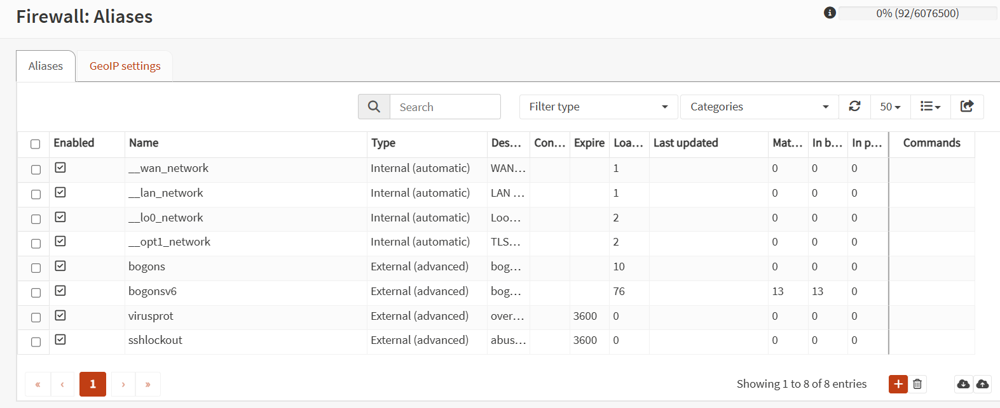 Firewall: Aliases
0% (92/6076500)
Aliases GeoIP settings
Search Filter type Categories 50
Enabled Name Type Des... Con... Expire Loa... Last updated Mat... In b... In p... Commands
__wan_network Internal (automatic) WAN... 1 0 0 0
__lan_network Internal (automatic) LAN ... 1 0 0 0
__lo0_network Internal (automatic) Loo... 2 0 0 0
__opt1_network Internal (automatic) TLS... 2 0 0 0
bogons External (advanced) bog... 10 0 0 0
bogonsv6 External (advanced) bog... 76 13 13 0
virusprot External (advanced) over... 3600 0 0 0 0
sshlockout External (advanced) abus... 3600 0 0 0 0
« ‹ 1 › » Showing 1 to 8 of 8 entries